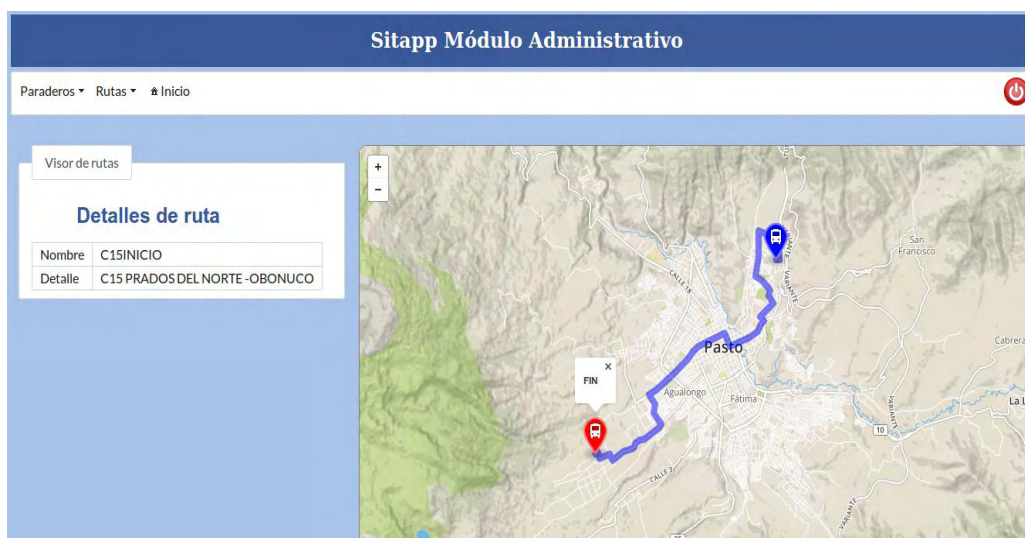 Sitapp Módulo Administrativo
Paraderos Rutas Inicio
Visor de rutas
Detalles de ruta
Nombre C15INICIO
Detalle C15 PRADOS DEL NORTE -OBONUCO
+
-
San
Francisco
VARIANTE
VARIANTE
CALLE 18
Pasto
Cabrera
FIN
x
Agualongo
Fátima
VARIANTE
La L
10
CALLE 3
VARIANTE
25